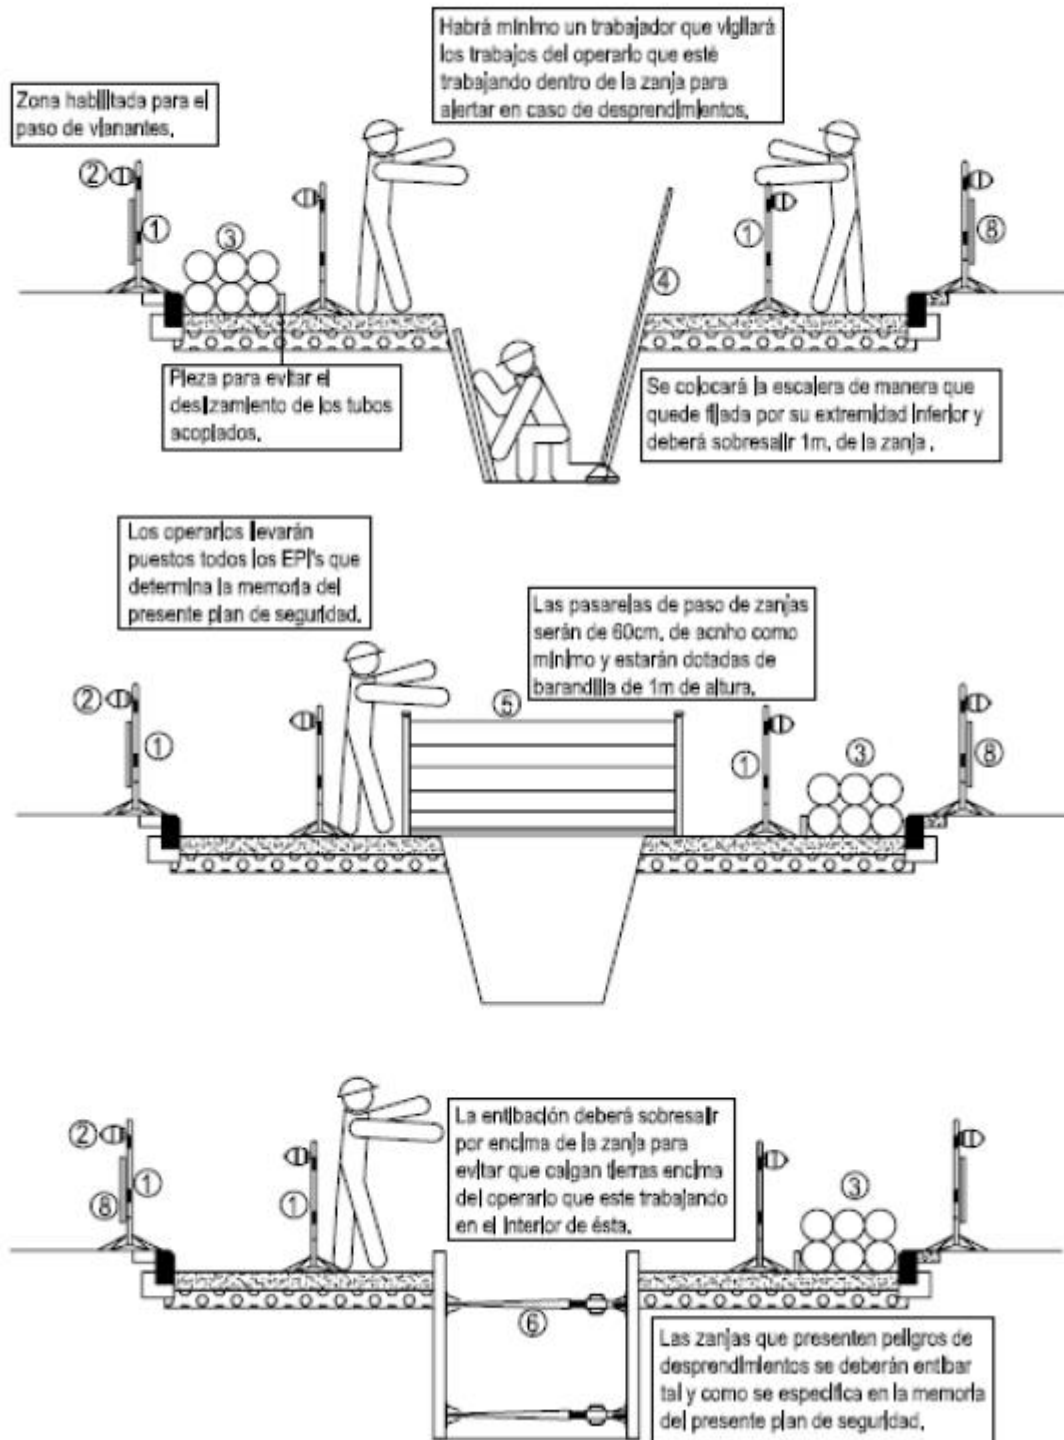 Habrá mínimo un trabajador que vigilará
los trabajos del operario que esté
trabajando dentro de la zanja para
alertar en caso de desprendimientos.
Zona habilitada para el
paso de vianantes.
2
1
3
1
8
4
Pieza para evitar el
deslizamiento de los tubos
acopiados.
Se colocará la escalera de manera que
quede fijada por su extremidad inferior y
deberá sobresalir 1m. de la zanja .
Los operarios llevarán
puestos todos los EPI's que
determina la memoria del
presente plan de seguridad.
Las pasarelas de paso de zanjas
serán de 60cm. de acnho como
mínimo y estarán dotadas de
barandilla de 1m de altura.
2
1
5
1
3
8
La entibación deberá sobresalir
por encima de la zanja para
evitar que caigan tierras encima
del operario que este trabajando
en el interior de ésta.
2
1
8
1
3
6
Las zanjas que presenten peligros de
desprendimientos se deberán entibar
tal y como se especifica en la memoria
del presente plan de seguridad.